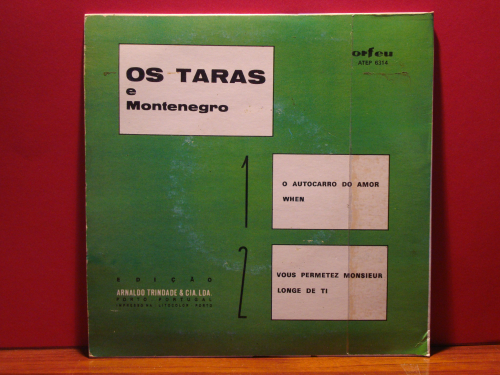 orfeu
ATEP 6314
OS TARAS
e
Montenegro
1
O AUTOCARRO DO AMOR
WHEN
2
VOUS PERMETEZ MONSIEUR
LONGE DE TI
EDIÇÃO
ARNALDO TRINDADE & CIA. LDA.
PORTO - PORTUGAL